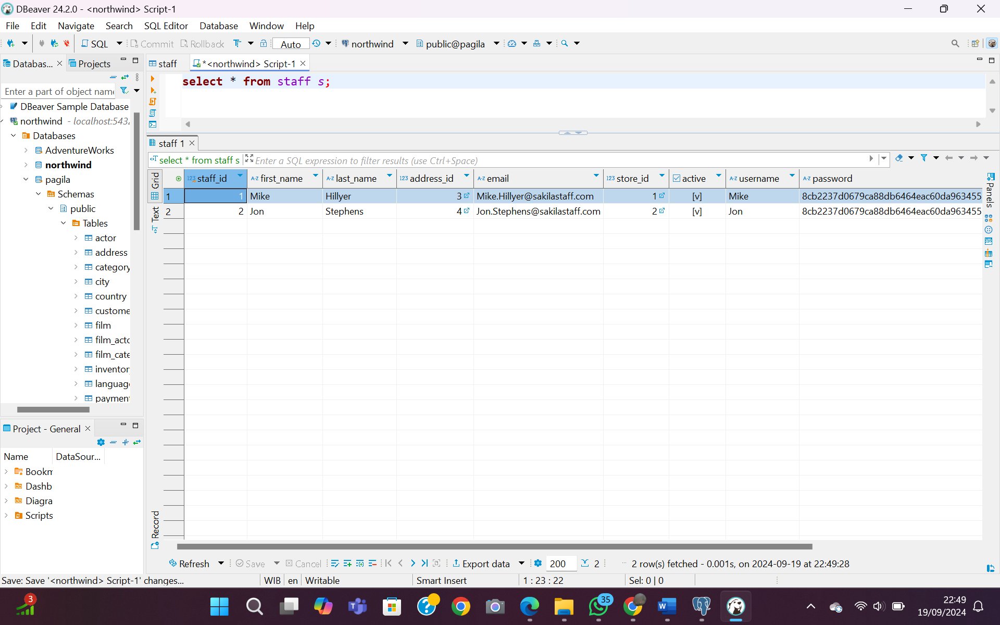 DBeaver 24.2.0 - <northwind> Script-1
File Edit Navigate Search SQL Editor Database Window Help
SQL Commit Rollback Auto northwind public@pagila
Databas... Projects
Enter a part of object name
DBeaver Sample Database
northwind - localhost:543
Databases
AdventureWorks
northwind
pagila
Schemas
public
Tables
actor
address
category
city
country
custome
film
film_acto
film_cate
inventor
language
payment
Project - General
Name DataSour...
Bookm
Dashb
Diagra
Scripts
staff *<northwind> Script-1
select * from staff s;
staff 1
select * from staff s Enter a SQL expression to filter results (use Ctrl+Space)
Grid
Text
Record
Panels
123 staff_id A-Z first_name A-Z last_name 123 address_id A-Z email 123 store_id active A-Z username A-Z password
1 1 Mike Hillyer 3 Mike.Hillyer@sakilastaff.com 1 [v] Mike 8cb2237d0679ca88db6464eac60da963455
2 2 Jon Stephens 4 Jon.Stephens@sakilastaff.com 2 [v] Jon 8cb2237d0679ca88db6464eac60da963455
Refresh Save Cancel Export data 200 2 2 row(s) fetched - 0.001s, on 2024-09-19 at 22:49:28
Save: Save '<northwind> Script-1' changes... WIB en Writable Smart Insert 1 : 23 : 22 Sel: 0 | 0
3
35
22:49
19/09/2024